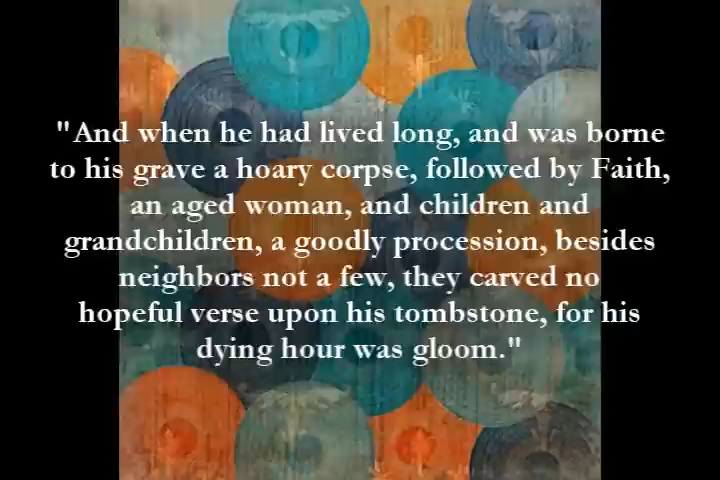 "And when he had lived long, and was borne
to his grave a hoary corpse, followed by Faith,
an aged woman, and children and
grandchildren, a goodly procession, besides
neighbors not a few, they carved no
hopeful verse upon his tombstone, for his
dying hour was gloom."